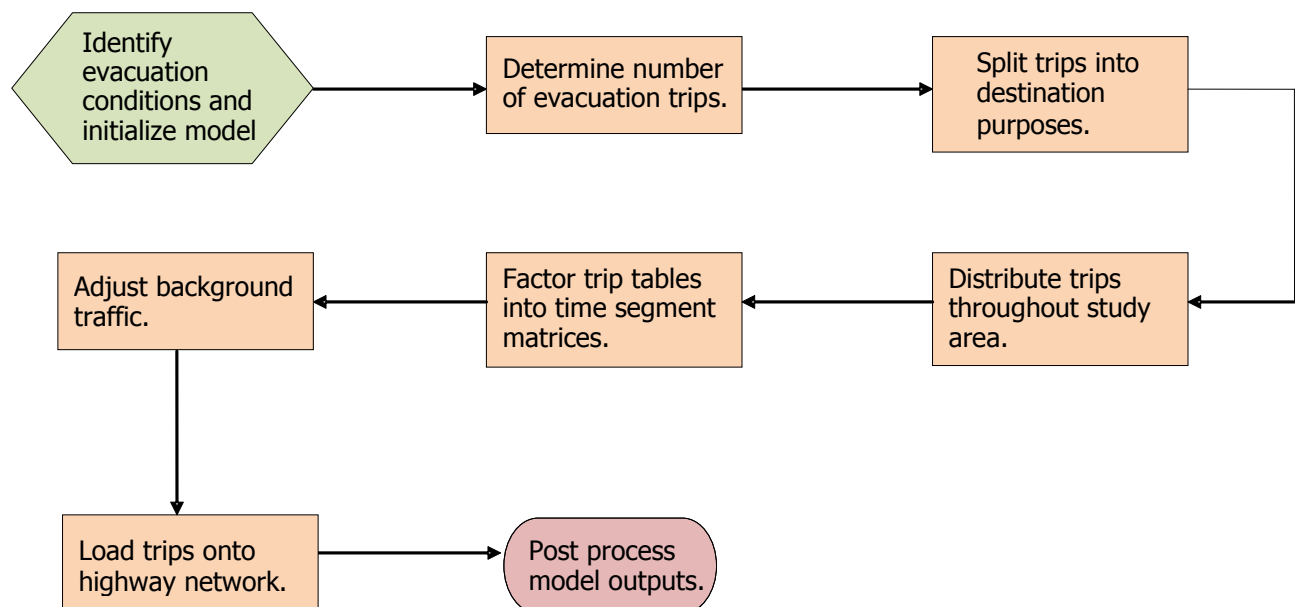 Identify
evacuation
conditions and
initialize model
Determine number
of evacuation trips.
Split trips into
destination
purposes.
Adjust background
traffic.
Factor trip tables
into time segment
matrices.
Distribute trips
throughout study
area.
Load trips onto
highway network.
Post process
model outputs.